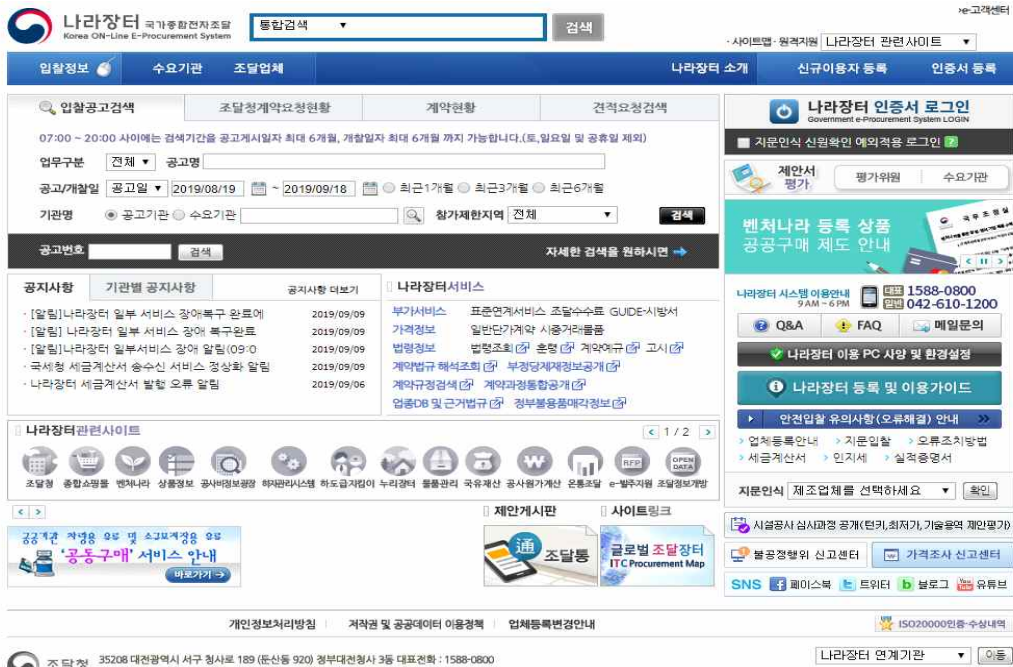 e-고객센터
나라장터 국가종합전자조달
Korea ON-Line E-Procurement System
통합검색
검색
· 사이트맵 · 원격지원
나라장터 관련사이트
입찰정보 수요기관 조달업체 나라장터 소개 신규이용자 등록 인증서 등록
입찰공고검색 조달청계약요청현황 계약현황 견적요청검색
07:00 ~ 20:00 사이에는 검색기간을 공고게시일자 최대 6개월, 개찰일자 최대 6개월 까지 가능합니다.(토,일요일 및 공휴일 제외)
업무구분 전체 공고명
공고/개찰일 공고일 2019/08/19 ~ 2019/09/18 최근1개월 최근3개월 최근6개월
기관명 공고기관 수요기관 참가제한지역 전체 검색
공고번호 검색 자세한 검색을 원하시면
나라장터 인증서 로그인
Government e-Procurement System LOGIN
지문인식 신원확인 예외적용 로그인 ?
제안서 평가 평가위원 수요기관
벤처나라 등록 상품
공공구매 제도 안내
공지사항 기관별 공지사항 공지사항 더보기
· [알림]나라장터 일부 서비스 장애복구 완료에 2019/09/09
· [알림] 나라장터 일부 서비스 장애 복구완료 2019/09/09
· [알림]나라장터 일부서비스 장애 알림(09:0 2019/09/09
· 국세청 세금계산서 송수신 서비스 정상화 알림 2019/09/09
· 나라장터 세금계산서 발행 오류 알림 2019/09/06
나라장터서비스
부가서비스 표준연계서비스 조달수수료 GUIDE-시방서
가격정보 일반단가계약 시중거래물품
법령정보 법령조회 훈령 계약예규 고시
계약법규 해석조회 부정당제재정보공개
계약규정검색 계약과정통합공개
업종DB 및 근거법규 정부불용품매각정보
나라장터 시스템 이용안내
9 AM ~ 6 PM
대표 1588-0800
일반 042-610-1200
Q&A FAQ 메일문의
나라장터 이용 PC 사양 및 환경설정
나라장터 등록 및 이용가이드
안전입찰 유의사항(오류해결) 안내
업체등록안내 지문입찰 오류조치방법
세금계산서 인지세 실적증명서
지문인식 제조업체를 선택하세요 확인
나라장터관련사이트 1 / 2
RFP OPEN DATA
조달청 종합쇼핑몰 벤처나라 상품정보 공사비정보광장 하자관리시스템 하도급지킴이 누리장터 물품관리 국유재산 공사원가계산 온통조달 e-발주지원 조달정보개방
제안게시판 사이트링크
'공동구매' 서비스 안내
바로가기
通 조달통
글로벌 조달장터
ITC Procurement Map
시설공사 심사과정 공개(턴키,최저가,기술용역 제안평가)
불공정행위 신고센터 가격조사 신고센터
SNS 페이스북 트위터 블로그 유튜브
개인정보처리방침 저작권 및 공공데이터 이용정책 업체등록변경안내
ISO20000인증·수상내역
조달청 35208 대전광역시 서구 청사로 189 (둔산동 920) 정부대전청사 3동 대표전화 : 1588-0800
나라장터 연계기관 이동